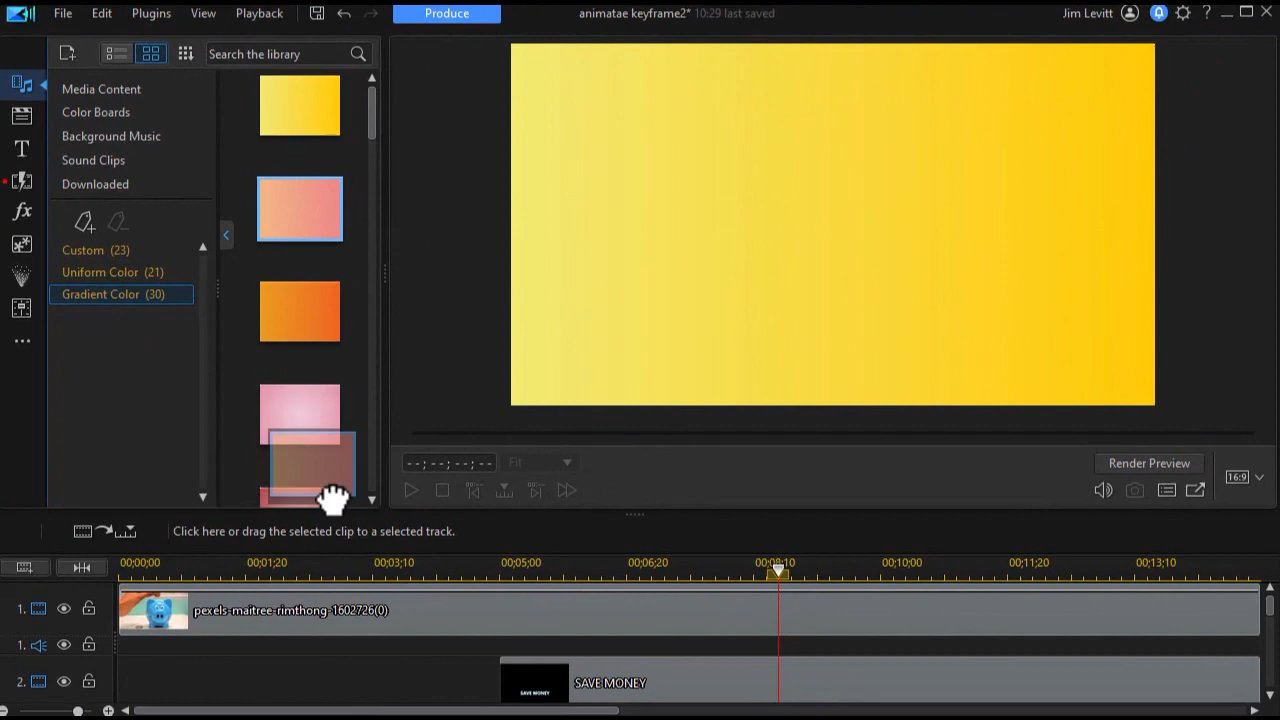 File Edit Plugins View Playback Produce animatae keyframe2* 10:29 last saved Jim Levitt ?
Search the library
Media Content
Color Boards
Background Music
Sound Clips
Downloaded
T
fx
Custom (23)
Uniform Color (21)
Gradient Color (30)
--;--;--;-- Fit Render Preview 16:9
Click here or drag the selected clip to a selected track.
00;00;00 00;01;20 00;03;10 00;05;00 00;06;20 00;08;10 00;10;00 00;11;20 00;13;10
1. pexels-maitree-rimthong-1602726(0)
1.
2. SAVE MONEY SAVE MONEY